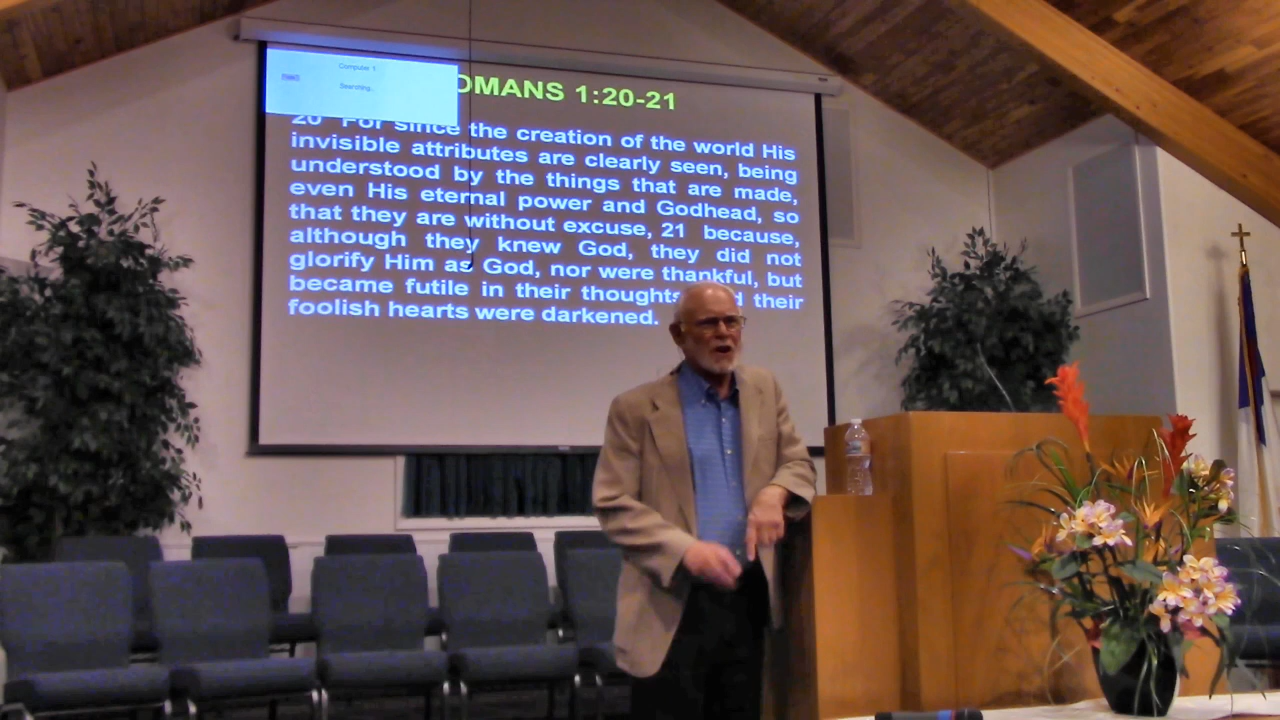 Computer 1
Searching..
OMANS 1:20-21
20 For since the creation of the world His
invisible attributes are clearly seen, being
understood by the things that are made,
even His eternal power and Godhead, so
that they are without excuse, 21 because,
although they knew God, they did not
glorify Him as God, nor were thankful, but
became futile in their thoughts their
foolish hearts were darkened.